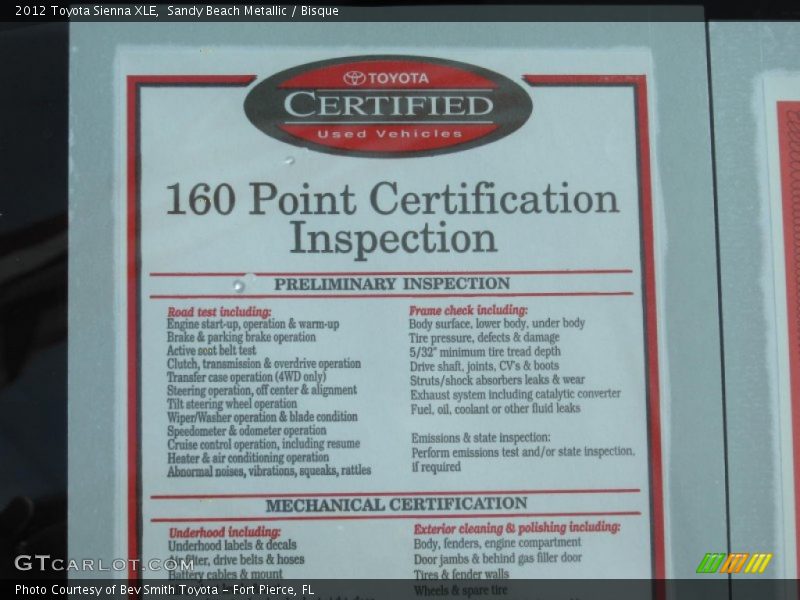 2012 Toyota Sienna XLE,  Sandy Beach Metallic / Bisque
TOYOTA
CERTIFIED
Used Vehicles
160 Point Certification
Inspection
PRELIMINARY INSPECTION
Road test including:
Engine start-up, operation & warm-up
Brake & parking brake operation
Active seat belt test
Clutch, transmission & overdrive operation
Transfer case operation (4WD only)
Steering operation, off center & alignment
Tilt steering wheel operation
Wiper/Washer operation & blade condition
Speedometer & odometer operation
Cruise control operation, including resume
Heater & air conditioning operation
Abnormal noises, vibrations, squeaks, rattles
Frame check including:
Body surface, lower body, under body
Tire pressure, defects & damage
5/32" minimum tire tread depth
Drive shaft, joints, CV's & boots
Struts/shock absorbers leaks & wear
Exhaust system including catalytic converter
Fuel, oil, coolant or other fluid leaks
Emissions & state inspection:
Perform emissions test and/or state inspection.
if required
MECHANICAL CERTIFICATION
Underhood including:
Underhood labels & decals
Air filter, drive belts & hoses
Battery cables & mount
Exterior cleaning & polishing including:
Body, fenders, engine compartment
Door jambs & behind gas filler door
Tires & fender walls
Wheels & spare tire
GTCarlot.com
Photo Courtesy of Bev Smith Toyota – Fort Pierce, FL